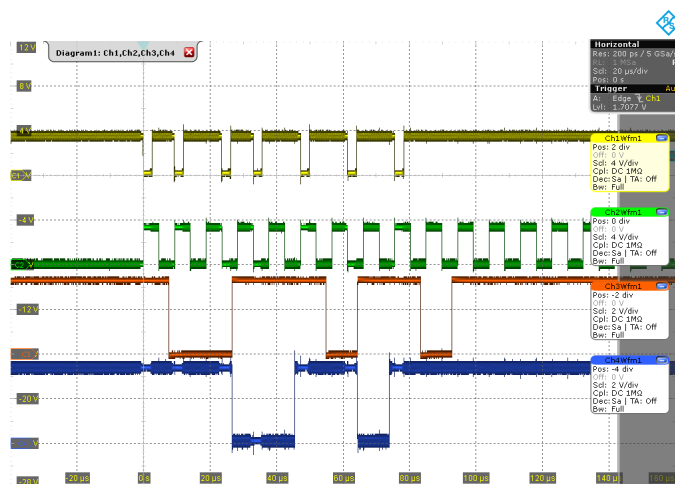 R S
Diagram1: Ch1,Ch2,Ch3,Ch4
Horizontal
Res: 200 ps / 5 GSa/
RL: 1 MSa
Scl: 20 µs/div
Pos: 0 s
Trigger Au
A: Edge Ch1
Lvl: 1.7077 V
Ch1Wfm1
Pos: 2 div
Off: 0 V
Scl: 4 V/div
Cpl: DC 1MΩ
Dec:Sa | TA: Off
Bw: Full
Ch2Wfm1
Pos: 0 div
Off: 0 V
Scl: 4 V/div
Cpl: DC 1MΩ
Dec:Sa | TA: Off
Bw: Full
Ch3Wfm1
Pos: -2 div
Off: 0 V
Scl: 2 V/div
Cpl: DC 1MΩ
Dec:Sa | TA: Off
Bw: Full
Ch4Wfm1
Pos: -4 div
Off: 0 V
Scl: 2 V/div
Cpl: DC 1MΩ
Dec:Sa | TA: Off
Bw: Full
12 V
8 V
4 V
-4 V
-12 V
-20 V
-28 V
-20 µs
0 s
20 µs
40 µs
60 µs
80 µs
100 µs
120 µs
140 µs
160 µs